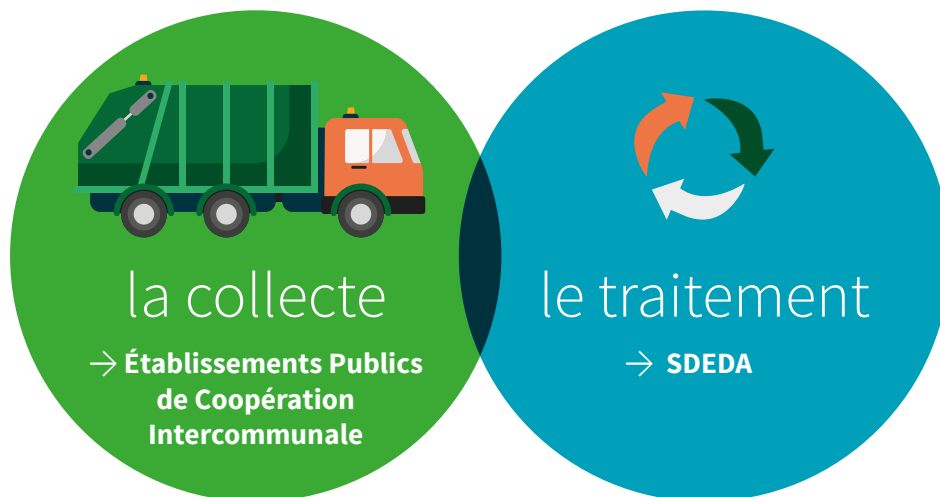 la collecte
→ Établissements Publics
de Coopération
Intercommunale
le traitement
→ SDEDA